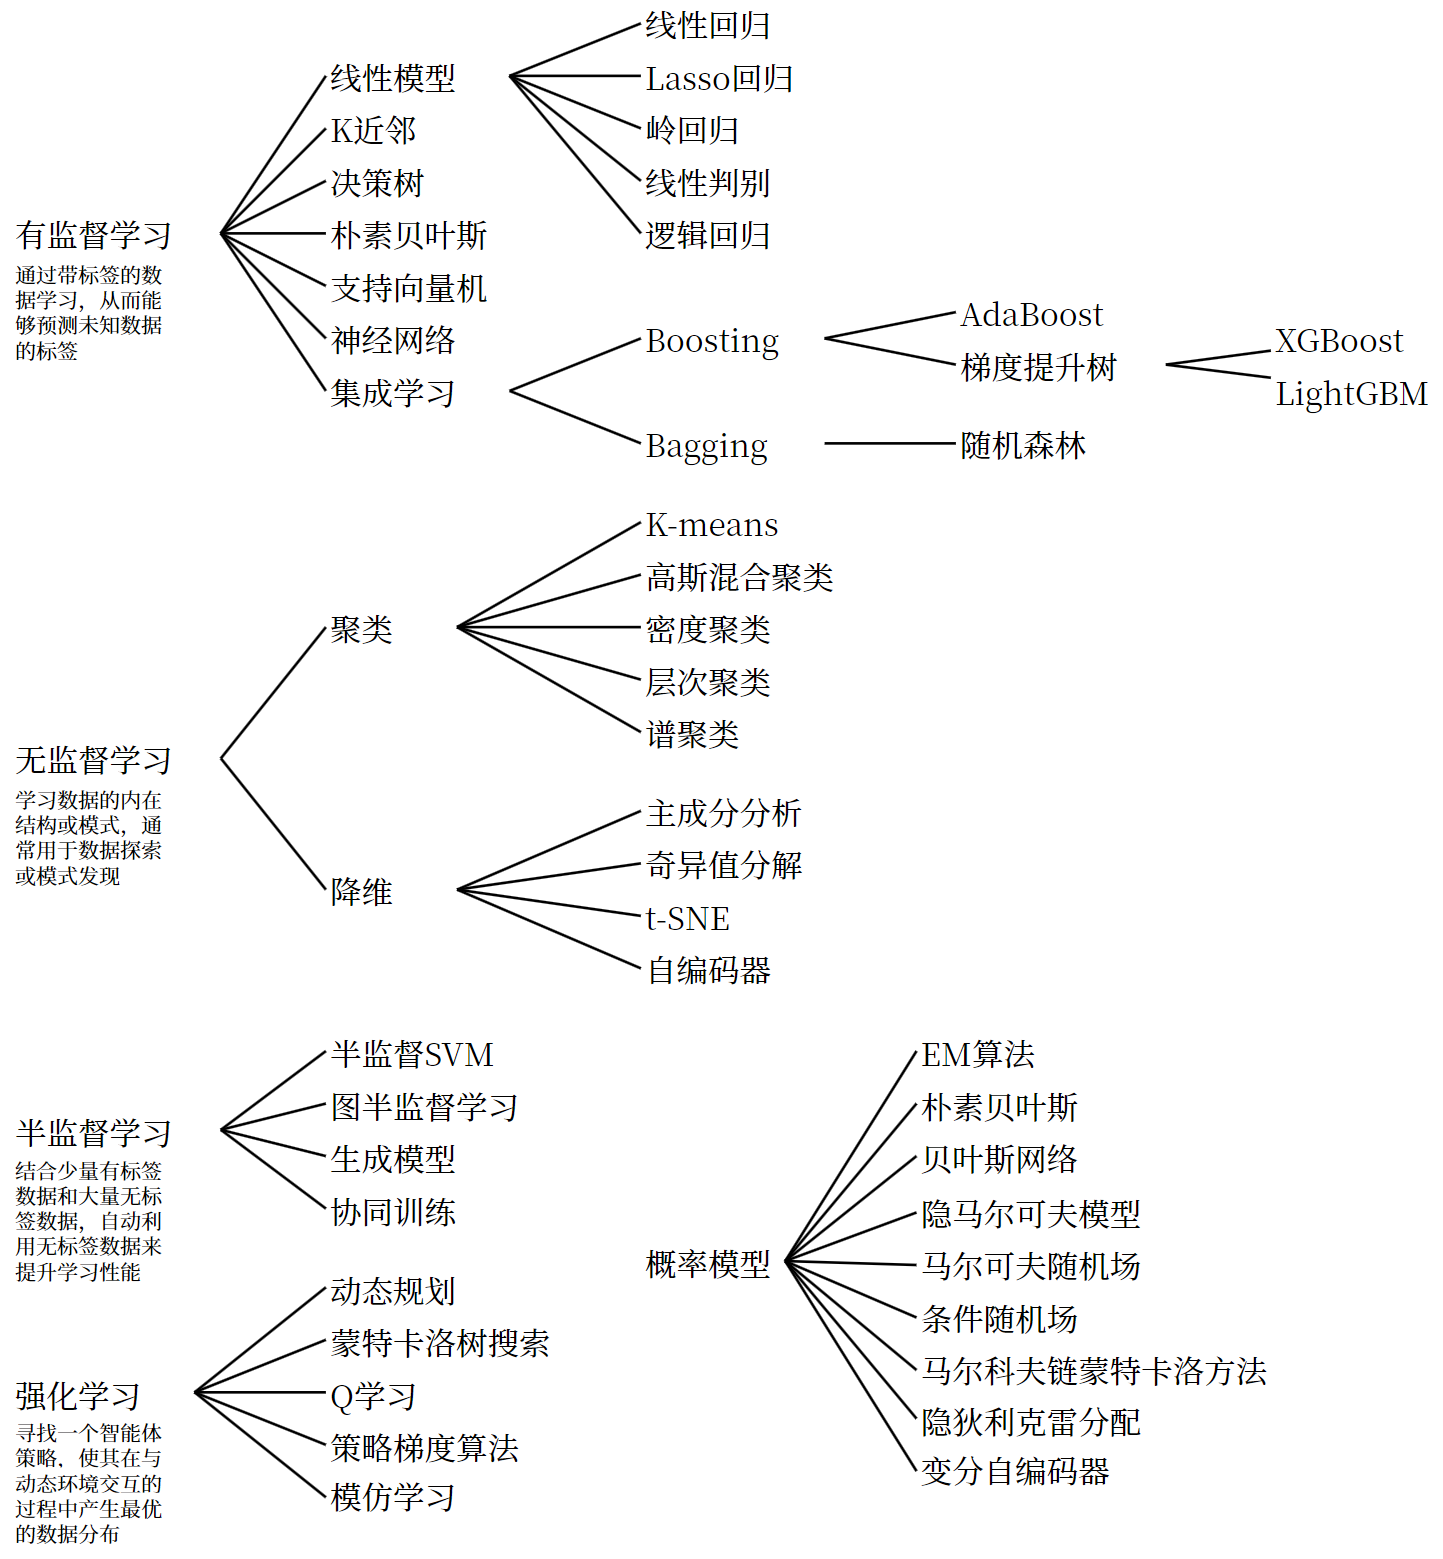 有监督学习
通过带标签的数
据学习，从而能
够预测未知数据
的标签
线性模型
K近邻
决策树
朴素贝叶斯
支持向量机
神经网络
集成学习
线性回归
Lasso回归
岭回归
线性判别
逻辑回归
Boosting
Bagging
AdaBoost
梯度提升树
随机森林
XGBoost
LightGBM
无监督学习
学习数据的内在
结构或模式，通
常用于数据探索
或模式发现
聚类
K-means
高斯混合聚类
密度聚类
层次聚类
谱聚类
降维
主成分分析
奇异值分解
t-SNE
自编码器
半监督学习
结合少量有标签
数据和大量无标
签数据，自动利
用无标签数据来
提升学习性能
半监督SVM
图半监督学习
生成模型
协同训练
强化学习
寻找一个智能体
策略，使其在与
动态环境交互的
过程中产生最优
的数据分布
动态规划
蒙特卡洛树搜索
Q学习
策略梯度算法
模仿学习
概率模型
EM算法
朴素贝叶斯
贝叶斯网络
隐马尔可夫模型
马尔可夫随机场
条件随机场
马尔科夫链蒙特卡洛方法
隐狄利克雷分配
变分自编码器